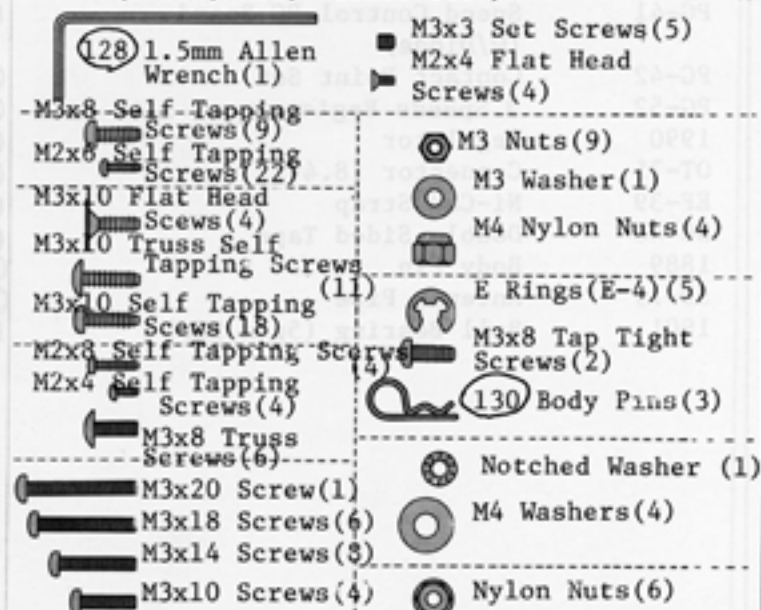 128 1.5mm Allen
Wrench(1)
M3x8 Self Tapping
Screws(9)
M2x6 Self Tapping
Screws(22)
M3x10 Flat Head
Scews(4)
M3x10 Truss Self
Tapping Screws
(11)
M3x10 Self Tapping
Scews(18)
M2x8 Self Tapping Scerws
(4)
M2x4 Self Tapping
Screws(4)
M3x8 Truss
Screws(6)
M3x20 Screw(1)
M3x18 Screws(6)
M3x14 Screws(8)
M3x10 Screws(4)
M3x3 Set Screws(5)
M2x4 Flat Head
Screws(4)
M3 Nuts(9)
M3 Washer(1)
M4 Nylon Nuts(4)
E Rings(E-4)(5)
M3x8 Tap Tight
Screws(2)
130 Body Pins(3)
Notched Washer (1)
M4 Washers(4)
Nylon Nuts(6)